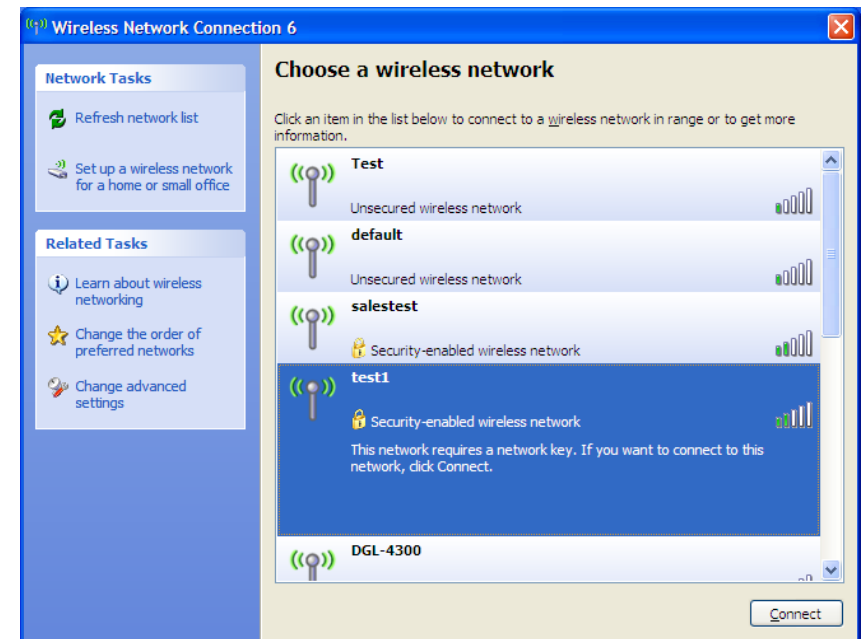 Wireless Network Connection 6
Network Tasks
Refresh network list
Set up a wireless network
for a home or small office
Related Tasks
Learn about wireless
networking
Change the order of
preferred networks
Change advanced
settings
Choose a wireless network
Click an item in the list below to connect to a wireless network in range or to get more
information.
Test
Unsecured wireless network
default
Unsecured wireless network
salestest
Security-enabled wireless network
test1
Security-enabled wireless network
This network requires a network key. If you want to connect to this
network, click Connect.
DGL-4300
Connect